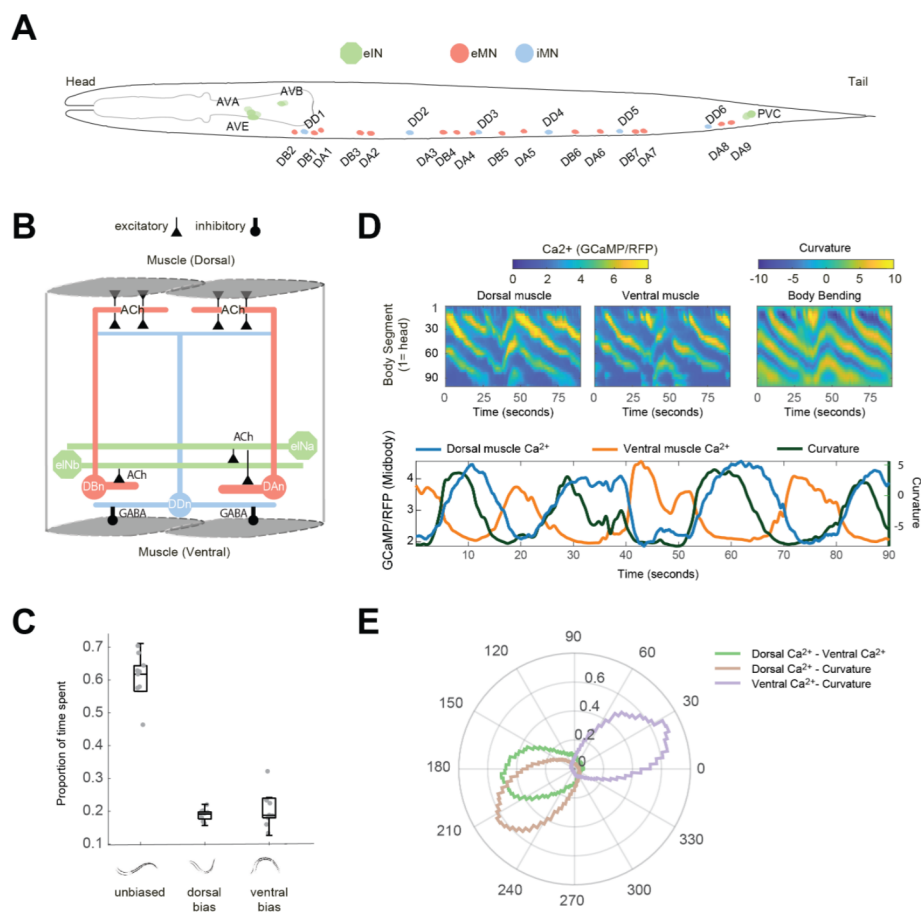 A
eIN eMN iMN
Head
Tail
AVB
AVA
DD1
DD2
DD3
DD4
DD5
DD6
PVC
AVE
DB2
DB1
DA1
DB3
DA2
DA3
DB4
DA4
DB5
DA5
DB6
DA6
DB7
DA7
DA8
DA9
B
excitatory inhibitory
Muscle (Dorsal)
ACh ACh
ACh
eINa
eINb
ACh
DBn
DDn
DAn
GABA GABA
Muscle (Ventral)
C
Proportion of time spent
0.7
0.6
0.5
0.4
0.3
0.2
0.1
unbiased dorsal bias ventral bias
D
Ca2+ (GCaMP/RFP)
0 2 4 6 8
Curvature
-10 -5 0 5 10
Dorsal muscle Ventral muscle Body Bending
Body Segment
(1= head)
1
30
60
90
0 25 50 75
0 25 50 75
0 25 50 75
Time (seconds) Time (seconds) Time (seconds)
Dorsal muscle Ca2+ Ventral muscle Ca2+ Curvature
GCaMP/RFP (Midbody)
4
3
2
5
0
-5
Curvature
0 10 20 30 40 50 60 70 80 90
Time (seconds)
E
90
120 60
150 30
180 0
210 330
240 300
270
0.6
0.4
0.2
0
Dorsal Ca2+ - Ventral Ca2+
Dorsal Ca2+ - Curvature
Ventral Ca2+- Curvature